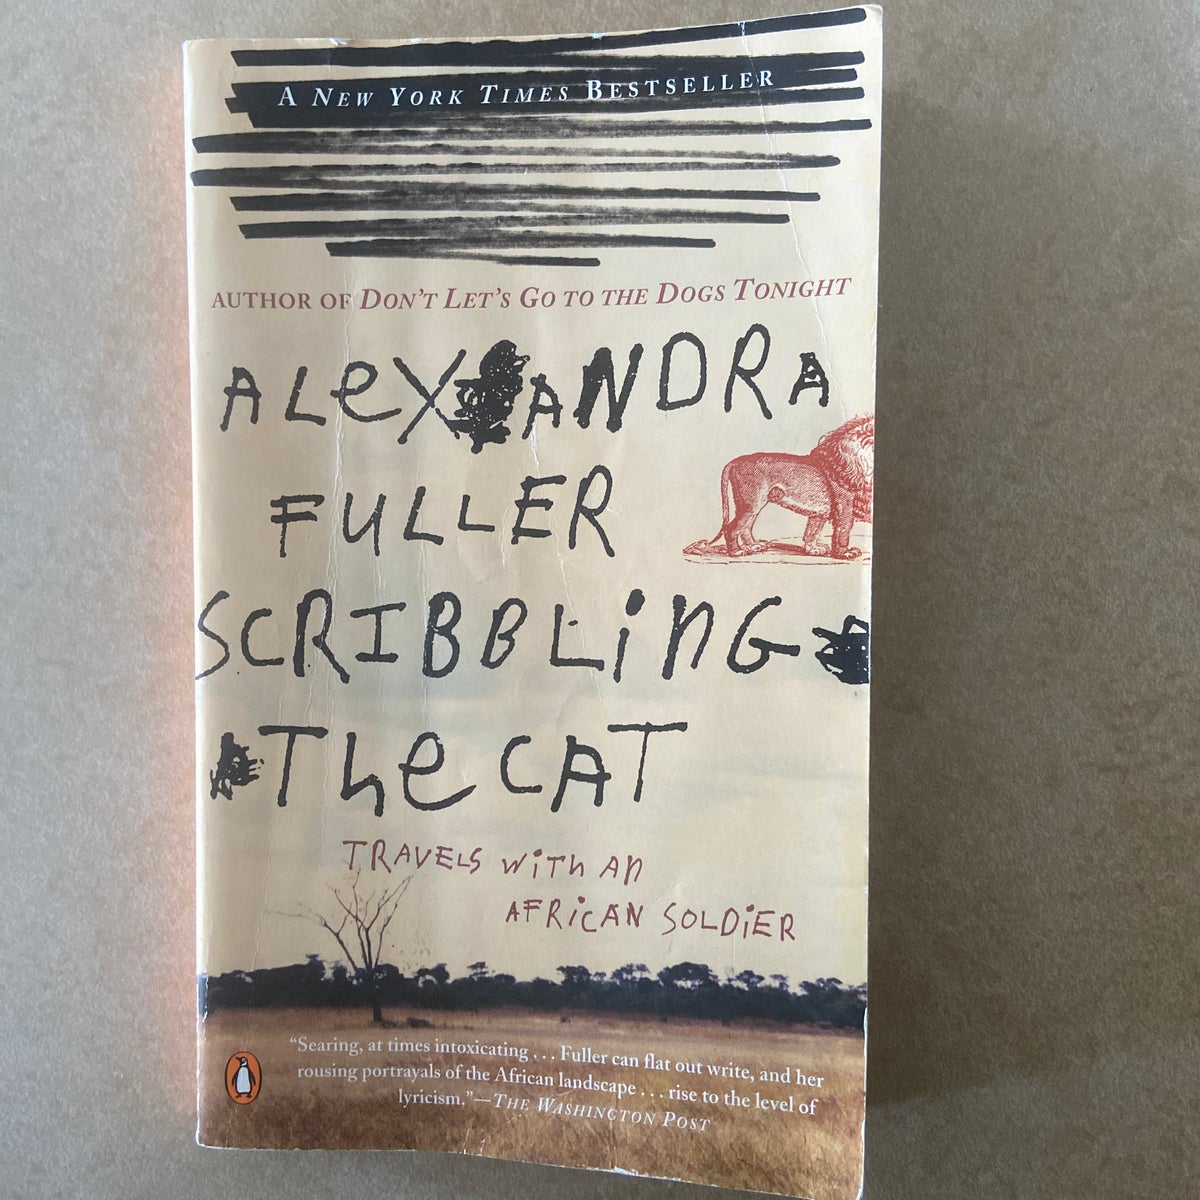 A NEW YORK TIMES BESTSELLER
AUTHOR OF DON'T LET'S GO TO THE DOGS TONIGHT
ALeXANDRA
FULLER
SCRIBBLiNG
The CAT
TRAVELS WiTh AN
AFRiCAN SOLDiER
“Searing, at times intoxicating . . . Fuller can flat out write, and her
rousing portrayals of the African landscape . . . rise to the level of
lyricism.”—THE WASHINGTON POST